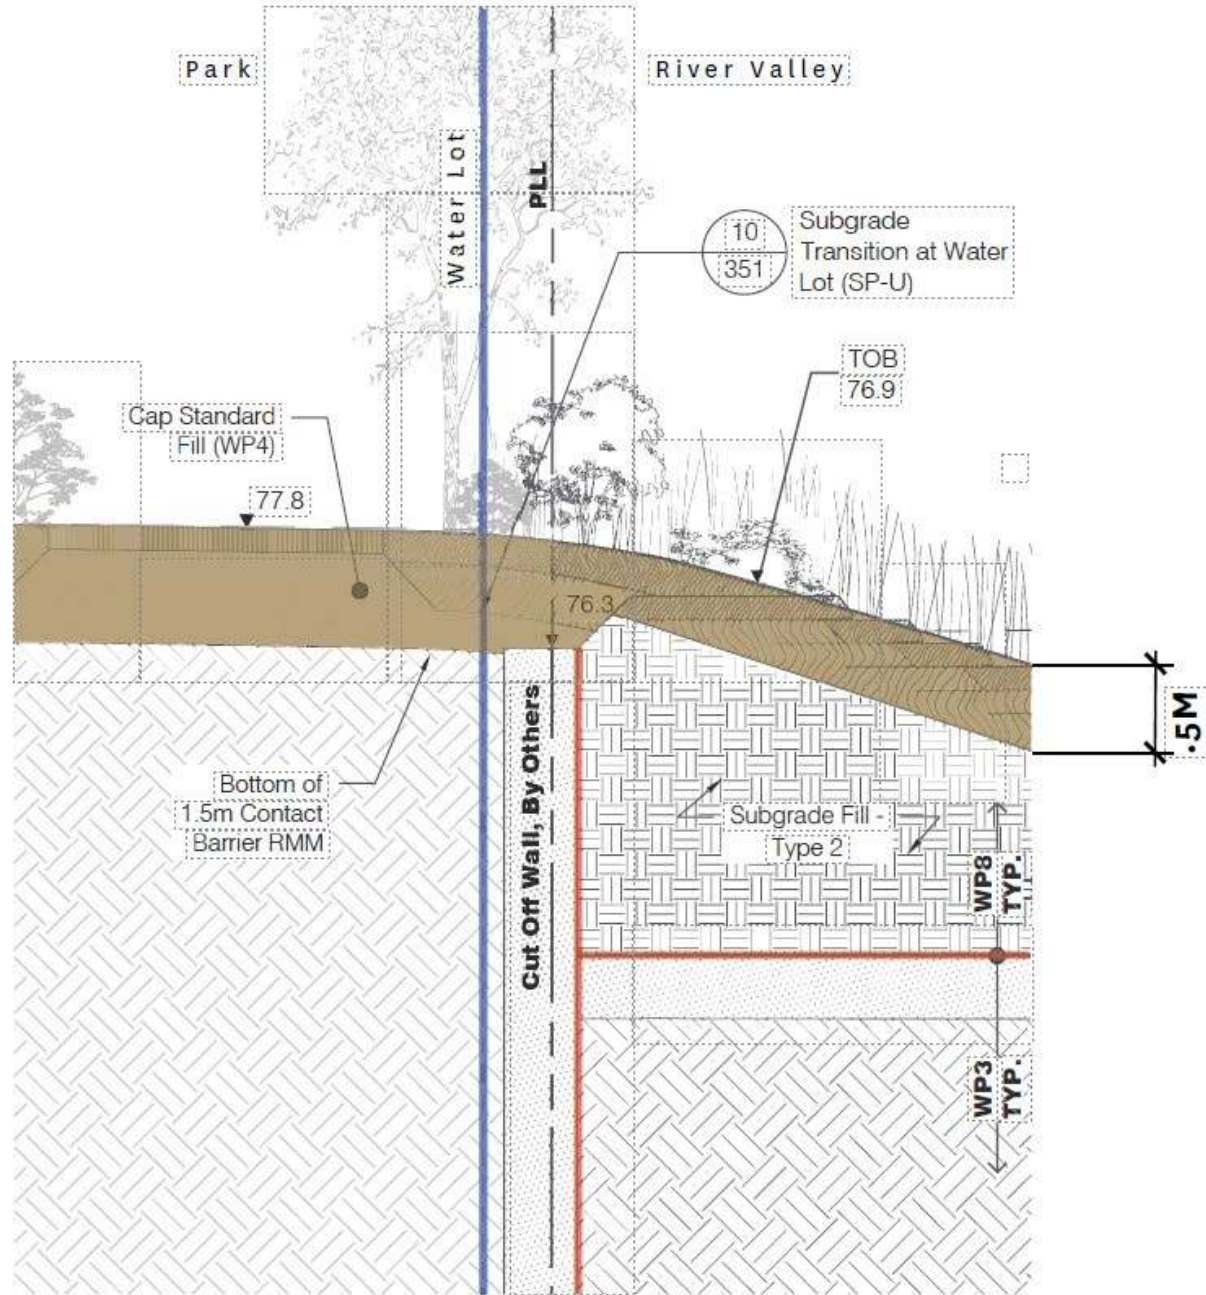 Park
River Valley
Water Lot
PLL
10
351
Subgrade
Transition at Water
Lot (SP-U)
TOB
76.9
Cap Standard
Fill (WP4)
77.8
76.3
.5M
Bottom of
1.5m Contact
Barrier RMM
Cut Off Wall, By Others
Subgrade Fill -
Type 2
WP8
TYP.
WP3
TYP.